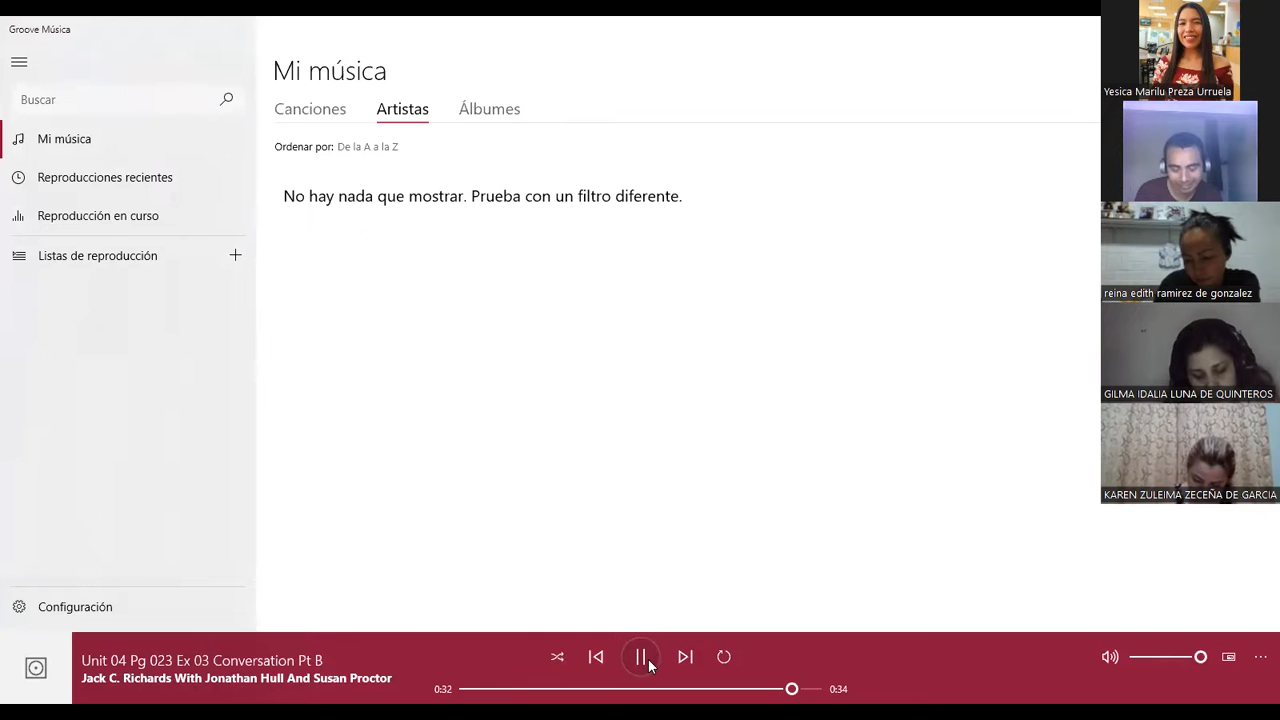 Groove Música
Buscar
Mi música
Reproducciones recientes
Reproducción en curso
Listas de reproducción
Configuración
Mi música
Canciones Artistas Álbumes
Ordenar por: De la A a la Z
No hay nada que mostrar. Prueba con un filtro diferente.
Yesica Marilu Preza Urruela
reina edith ramirez de gonzalez
GILMA IDALIA LUNA DE QUINTEROS
KAREN ZULEIMA ZECEÑA DE GARCIA
Unit 04 Pg 023 Ex 03 Conversation Pt B
Jack C. Richards With Jonathan Hull And Susan Proctor
0:32
0:34